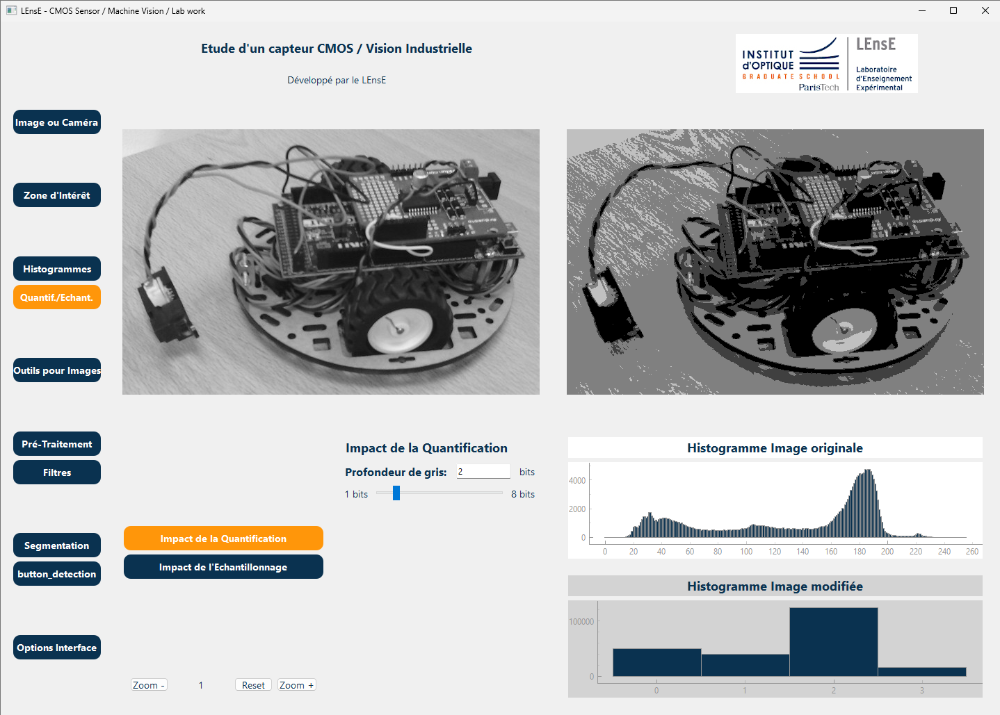 LEnsE - CMOS Sensor / Machine Vision / Lab work
Etude d'un capteur CMOS / Vision Industrielle
Développé par le LEnsE
INSTITUT
d'OPTIQUE
GRADUATE SCHOOL
ParisTech
LEnsE
Laboratoire
d'Enseignement
Expérimental
Image ou Caméra
Zone d'Intérêt
Histogrammes
Quantif./Echant.
Outils pour Images
Pré-Traitement
Filtres
Segmentation
button_detection
Options Interface
Impact de la Quantification
Impact de l'Echantillonnage
Zoom -
1
Reset
Zoom +
Impact de la Quantification
Profondeur de gris: 2 bits
1 bits
8 bits
Histogramme Image originale
4000
2000
0
0 20 40 60 80 100 120 140 160 180 200 220 240 260
Histogramme Image modifiée
100000
0
0 1 2 3